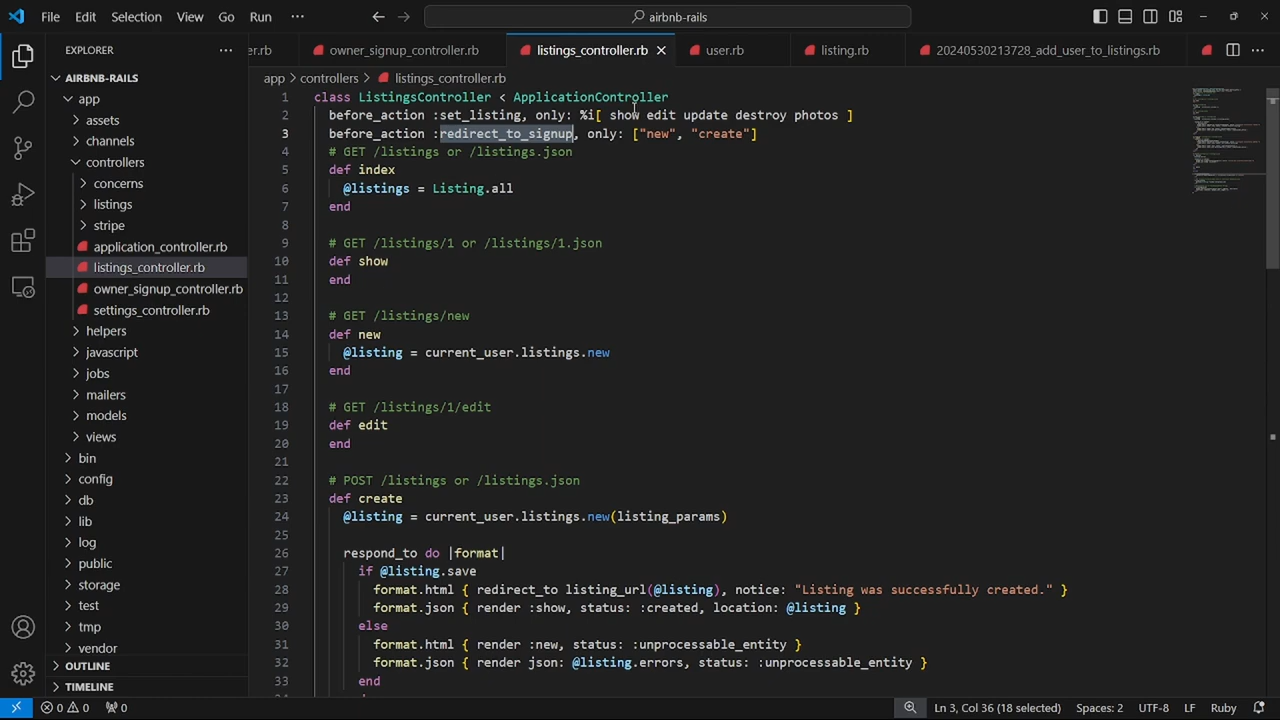 File Edit Selection View Go Run ··· airbnb-rails
EXPLORER ···
er.rb owner_signup_controller.rb listings_controller.rb user.rb listing.rb 20240530213728_add_user_to_listings.rb ···
AIRBNB-RAILS
app
assets
channels
controllers
concerns
listings
stripe
application_controller.rb
listings_controller.rb
owner_signup_controller.rb
settings_controller.rb
helpers
javascript
jobs
mailers
models
views
bin
config
db
lib
log
public
storage
test
tmp
vendor
OUTLINE
TIMELINE
app > controllers > listings_controller.rb
1 class ListingsController < ApplicationController
2 before_action :set_listing, only: %i[ show edit update destroy photos ]
3 before_action :redirect_to_signup, only: ["new", "create"]
4 # GET /listings or /listings.json
5 def index
6 @listings = Listing.all
7 end
8
9 # GET /listings/1 or /listings/1.json
10 def show
11 end
12
13 # GET /listings/new
14 def new
15 @listing = current_user.listings.new
16 end
17
18 # GET /listings/1/edit
19 def edit
20 end
21
22 # POST /listings or /listings.json
23 def create
24 @listing = current_user.listings.new(listing_params)
25
26 respond_to do |format|
27 if @listing.save
28 format.html { redirect_to listing_url(@listing), notice: "Listing was successfully created." }
29 format.json { render :show, status: :created, location: @listing }
30 else
31 format.html { render :new, status: :unprocessable_entity }
32 format.json { render json: @listing.errors, status: :unprocessable_entity }
33 end
0 0 0 Ln 3, Col 36 (18 selected) Spaces: 2 UTF-8 LF Ruby